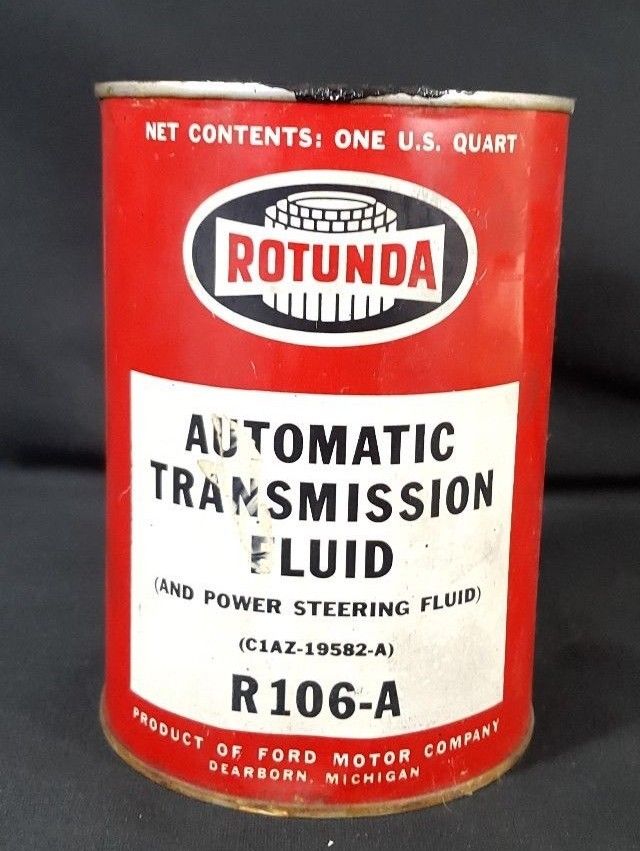 NET CONTENTS: ONE U.S. QUART
ROTUNDA
AUTOMATIC
TRANSMISSION
FLUID
(AND POWER STEERING FLUID)
(C1AZ-19582-A)
R106-A
PRODUCT OF FORD MOTOR COMPANY
DEARBORN, MICHIGAN